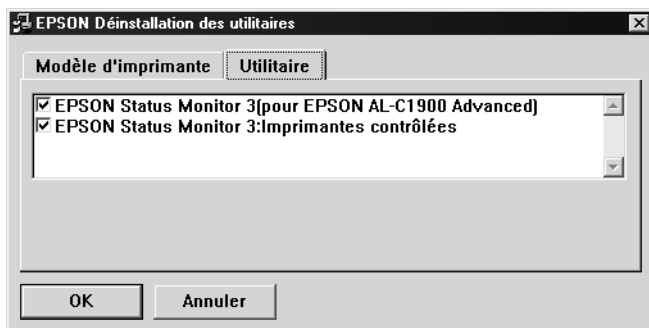 EPSON Déinstallation des utilitaires
Modèle d'imprimante Utilitaire
EPSON Status Monitor 3(pour EPSON AL-C1900 Advanced)
EPSON Status Monitor 3:Imprimantes contrôlées
OK Annuler